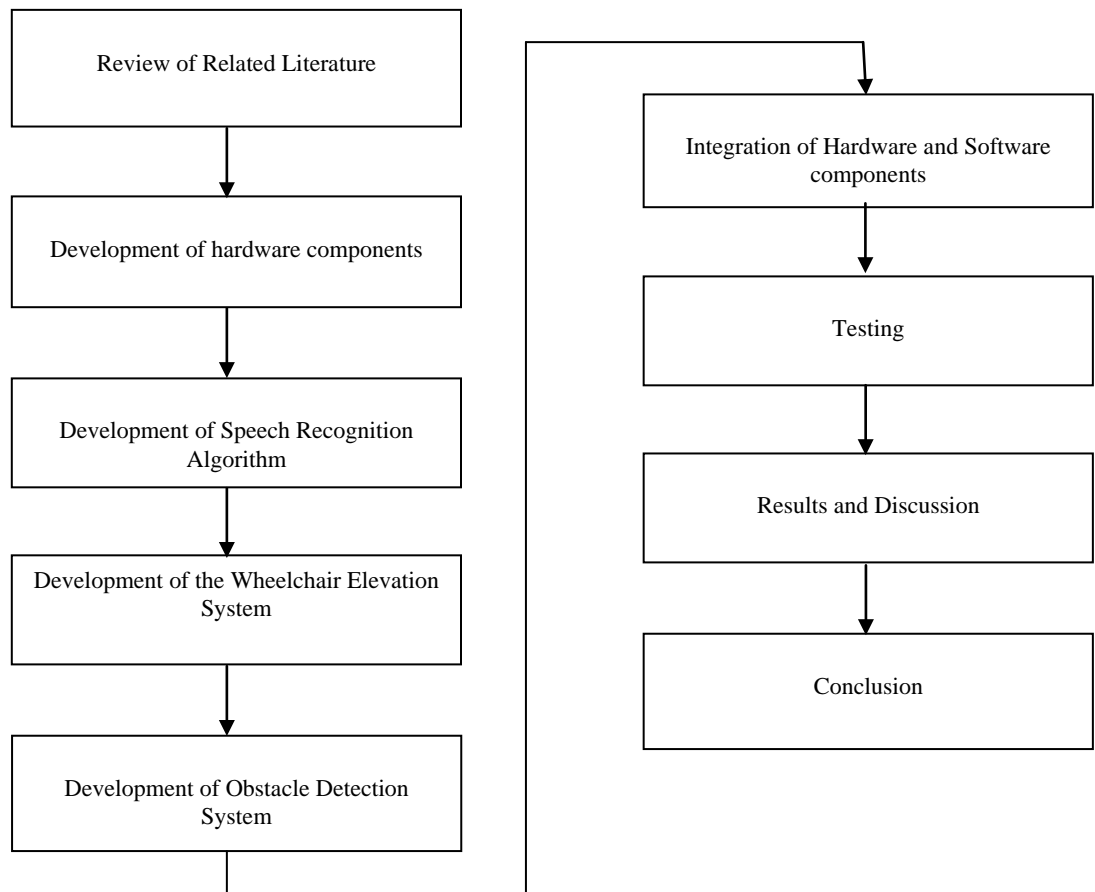 Review of Related Literature
Development of hardware components
Development of Speech Recognition
Algorithm
Development of the Wheelchair Elevation
System
Development of Obstacle Detection
System
Integration of Hardware and Software
components
Testing
Results and Discussion
Conclusion